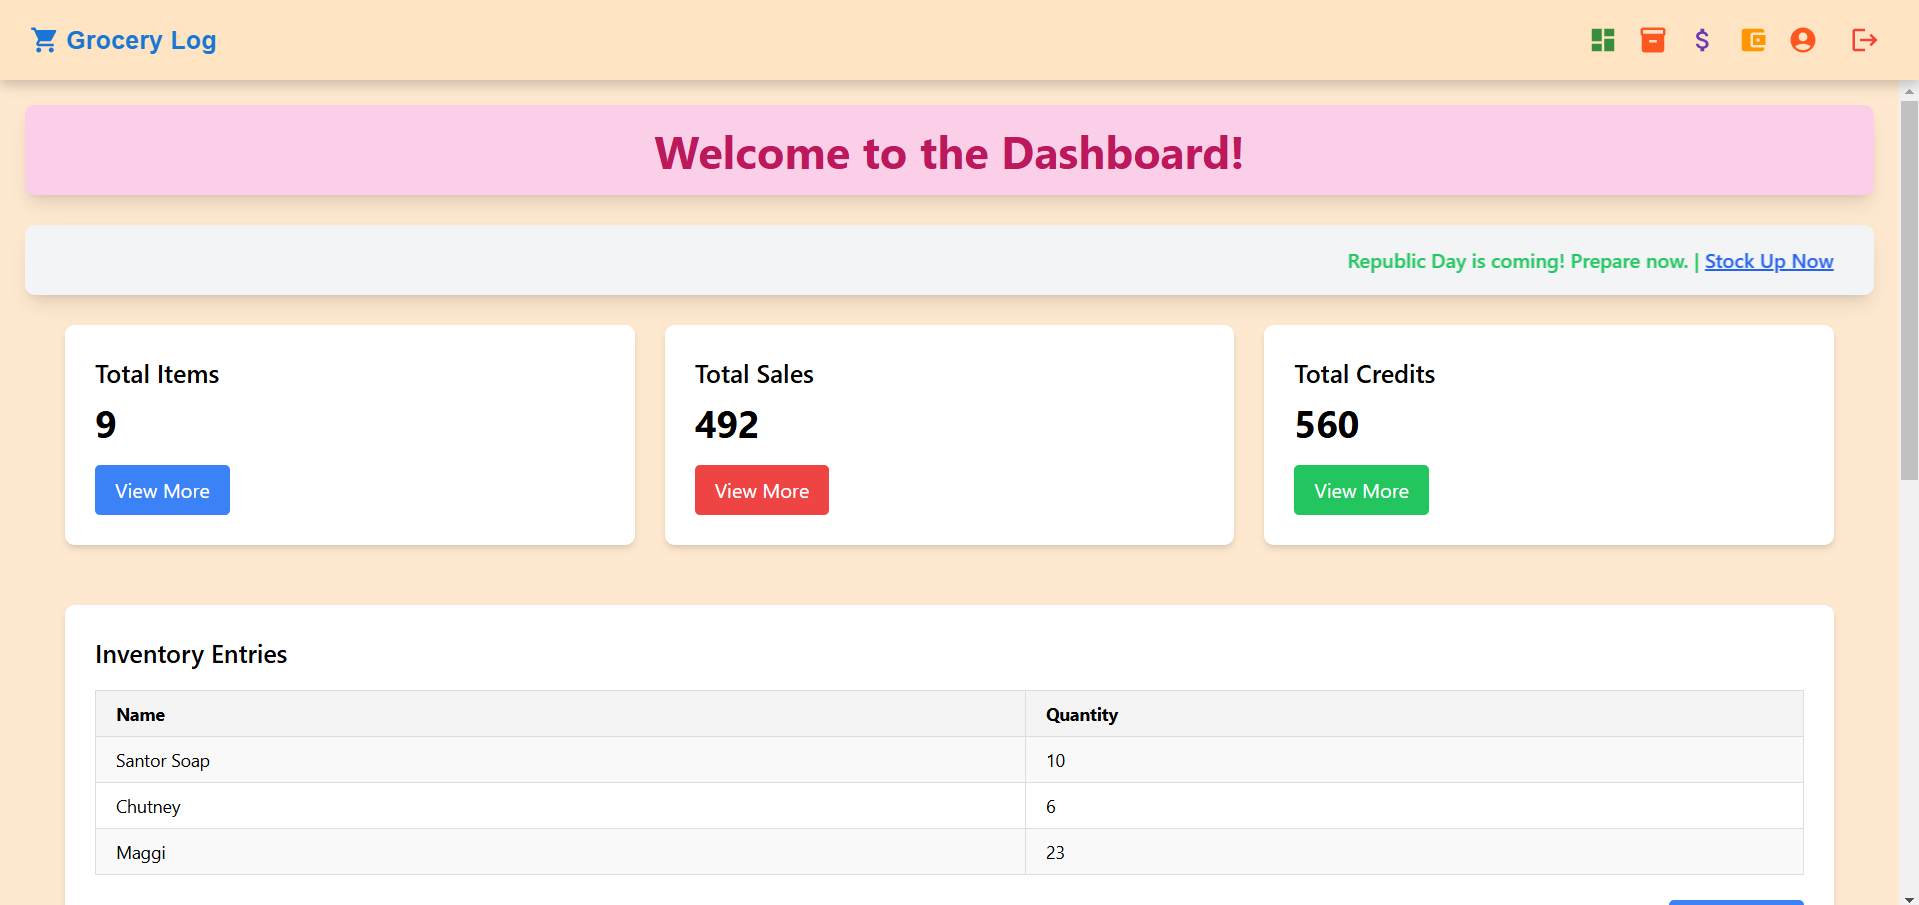 Grocery Log
Welcome to the Dashboard!
Republic Day is coming! Prepare now. | Stock Up Now
Total Items
9
View More
Total Sales
492
View More
Total Credits
560
View More
Inventory Entries
Name Quantity
Santor Soap 10
Chutney 6
Maggi 23